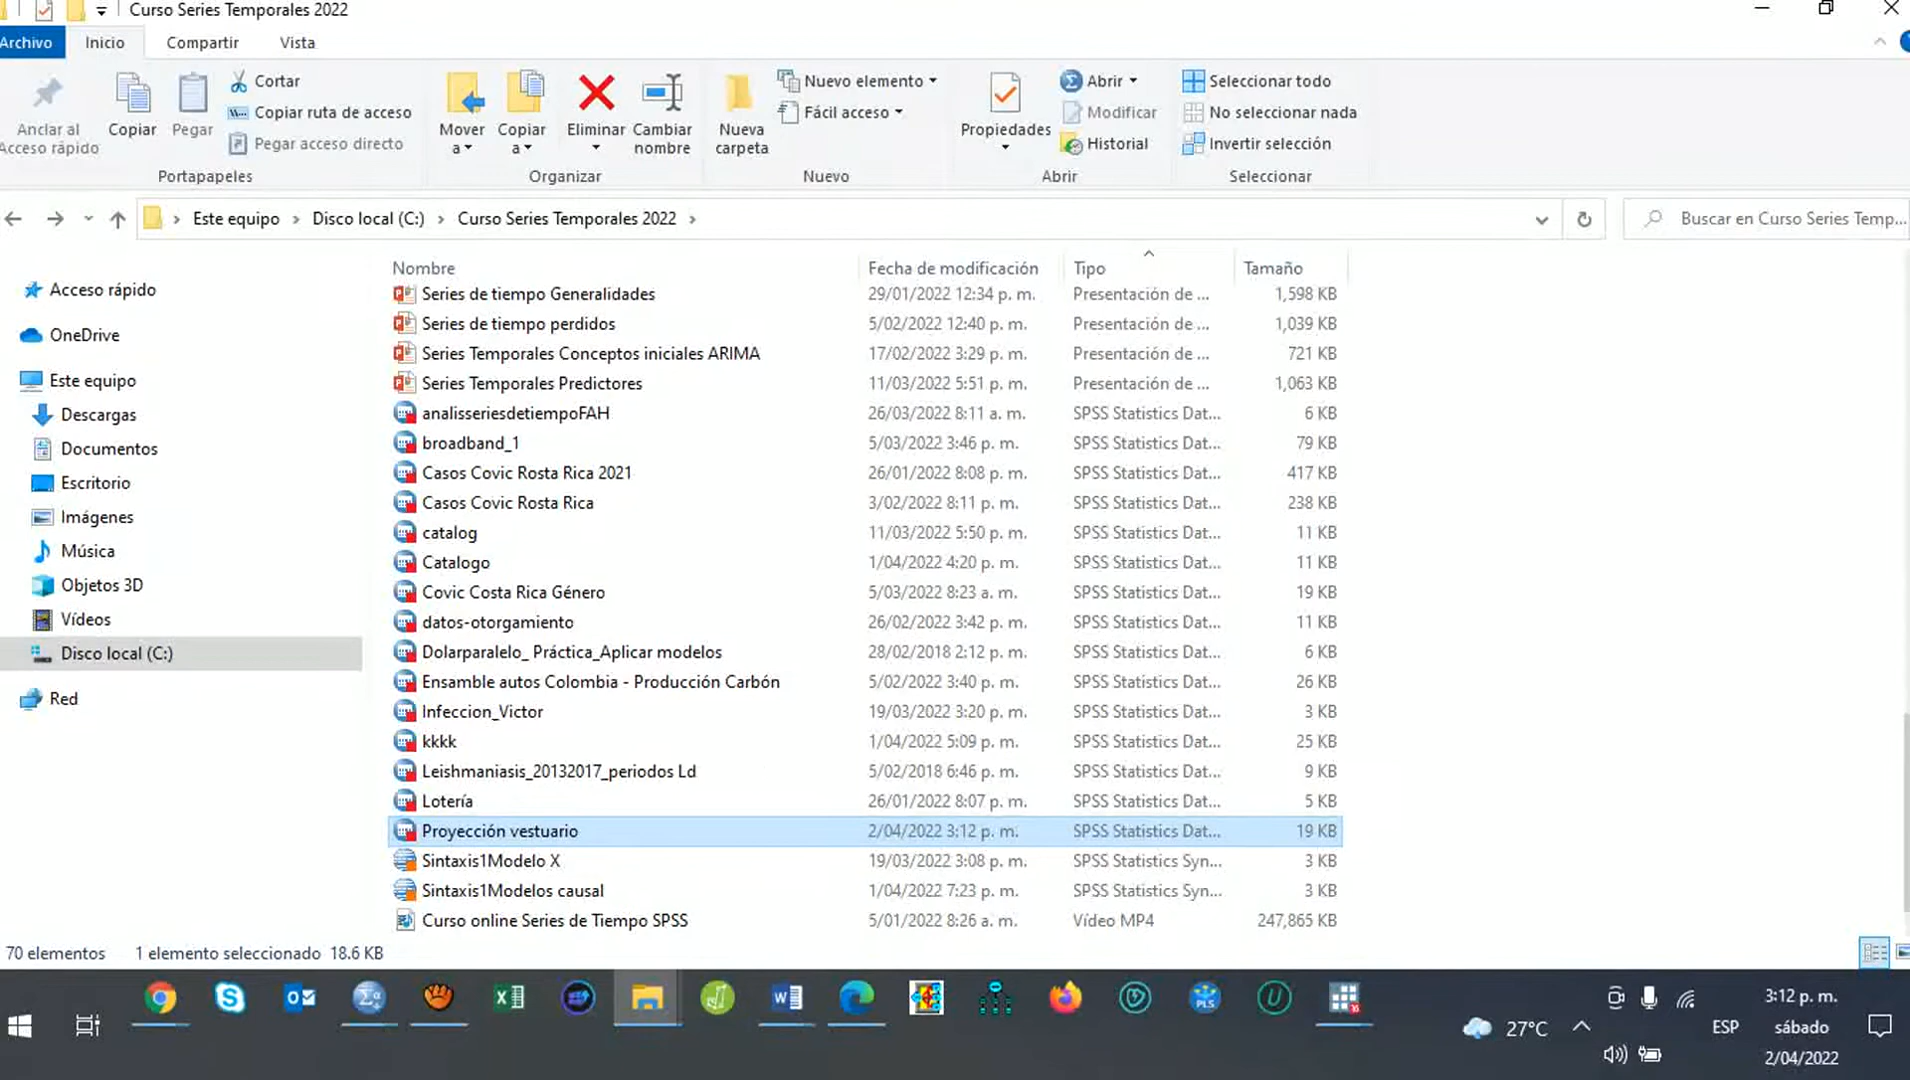 Curso Series Temporales 2022
Archivo Inicio Compartir Vista
Anclar al Acceso rápido
Copiar
Pegar
Cortar
Copiar ruta de acceso
Pegar acceso directo
Portapapeles
Mover a
Copiar a
Eliminar
Cambiar nombre
Organizar
Nueva carpeta
Nuevo elemento
Fácil acceso
Nuevo
Propiedades
Abrir
Modificar
Historial
Abrir
Seleccionar todo
No seleccionar nada
Invertir selección
Seleccionar
Este equipo > Disco local (C:) > Curso Series Temporales 2022 >
Buscar en Curso Series Temp...
Acceso rápido
OneDrive
Este equipo
Descargas
Documentos
Escritorio
Imágenes
Música
Objetos 3D
Vídeos
Disco local (C:)
Red
Nombre Fecha de modificación Tipo Tamaño
Series de tiempo Generalidades 29/01/2022 12:34 p. m. Presentación de ... 1,598 KB
Series de tiempo perdidos 5/02/2022 12:40 p. m. Presentación de ... 1,039 KB
Series Temporales Conceptos iniciales ARIMA 17/02/2022 3:29 p. m. Presentación de ... 721 KB
Series Temporales Predictores 11/03/2022 5:51 p. m. Presentación de ... 1,063 KB
analisseriesdetiempoFAH 26/03/2022 8:11 a. m. SPSS Statistics Dat... 6 KB
broadband_1 5/03/2022 3:46 p. m. SPSS Statistics Dat... 79 KB
Casos Covic Rosta Rica 2021 26/01/2022 8:08 p. m. SPSS Statistics Dat... 417 KB
Casos Covic Rosta Rica 3/02/2022 8:11 p. m. SPSS Statistics Dat... 238 KB
catalog 11/03/2022 5:50 p. m. SPSS Statistics Dat... 11 KB
Catalogo 1/04/2022 4:20 p. m. SPSS Statistics Dat... 11 KB
Covic Costa Rica Género 5/03/2022 8:23 a. m. SPSS Statistics Dat... 19 KB
datos-otorgamiento 26/02/2022 3:42 p. m. SPSS Statistics Dat... 11 KB
Dolarparalelo_ Práctica_Aplicar modelos 28/02/2018 2:12 p. m. SPSS Statistics Dat... 6 KB
Ensamble autos Colombia - Producción Carbón 5/02/2022 3:40 p. m. SPSS Statistics Dat... 26 KB
Infeccion_Victor 19/03/2022 3:20 p. m. SPSS Statistics Dat... 3 KB
kkkk 1/04/2022 5:09 p. m. SPSS Statistics Dat... 25 KB
Leishmaniasis_20132017_periodos Ld 5/02/2018 6:46 p. m. SPSS Statistics Dat... 9 KB
Lotería 26/01/2022 8:07 p. m. SPSS Statistics Dat... 5 KB
Proyección vestuario 2/04/2022 3:12 p. m. SPSS Statistics Dat... 19 KB
Sintaxis1Modelo X 19/03/2022 3:08 p. m. SPSS Statistics Syn... 3 KB
Sintaxis1Modelos causal 1/04/2022 7:23 p. m. SPSS Statistics Syn... 3 KB
Curso online Series de Tiempo SPSS 5/01/2022 8:26 a. m. Vídeo MP4 247,865 KB
70 elementos 1 elemento seleccionado 18.6 KB
PLS
27°C
ESP
3:12 p. m.
sábado
2/04/2022